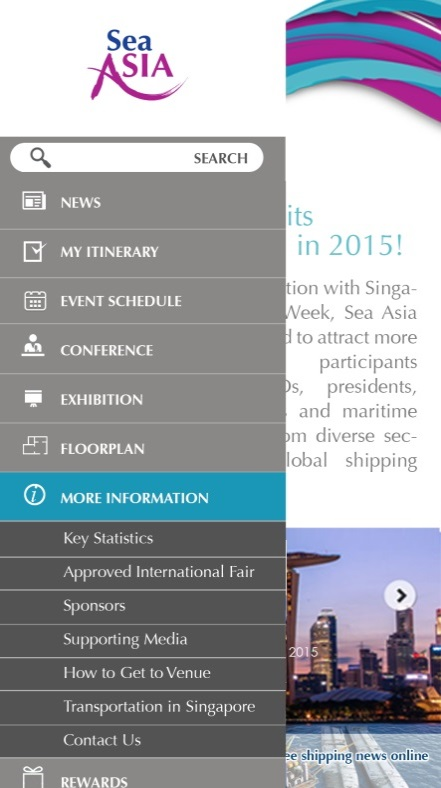 Sea
ASIA
SEARCH
NEWS
MY ITINERARY
EVENT SCHEDULE
CONFERENCE
EXHIBITION
FLOORPLAN
MORE INFORMATION
Key Statistics
Approved International Fair
Sponsors
Supporting Media
How to Get to Venue
Transportation in Singapore
Contact Us
REWARDS
its
in 2015!
tion with Singa-
Week, Sea Asia
d to attract more
participants
Os, presidents,
and maritime
om diverse sec-
lobal shipping
2015
ee shipping news online